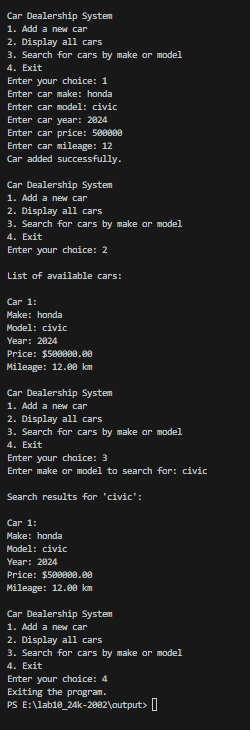 Car Dealership System
1. Add a new car
2. Display all cars
3. Search for cars by make or model
4. Exit
Enter your choice: 1
Enter car make: honda
Enter car model: civic
Enter car year: 2024
Enter car price: 500000
Enter car mileage: 12
Car added successfully.

Car Dealership System
1. Add a new car
2. Display all cars
3. Search for cars by make or model
4. Exit
Enter your choice: 2

List of available cars:

Car 1:
Make: honda
Model: civic
Year: 2024
Price: $500000.00
Mileage: 12.00 km

Car Dealership System
1. Add a new car
2. Display all cars
3. Search for cars by make or model
4. Exit
Enter your choice: 3
Enter make or model to search for: civic

Search results for 'civic':

Car 1:
Make: honda
Model: civic
Year: 2024
Price: $500000.00
Mileage: 12.00 km

Car Dealership System
1. Add a new car
2. Display all cars
3. Search for cars by make or model
4. Exit
Enter your choice: 4
Exiting the program.
PS E:\lab10_24k-2002\output>